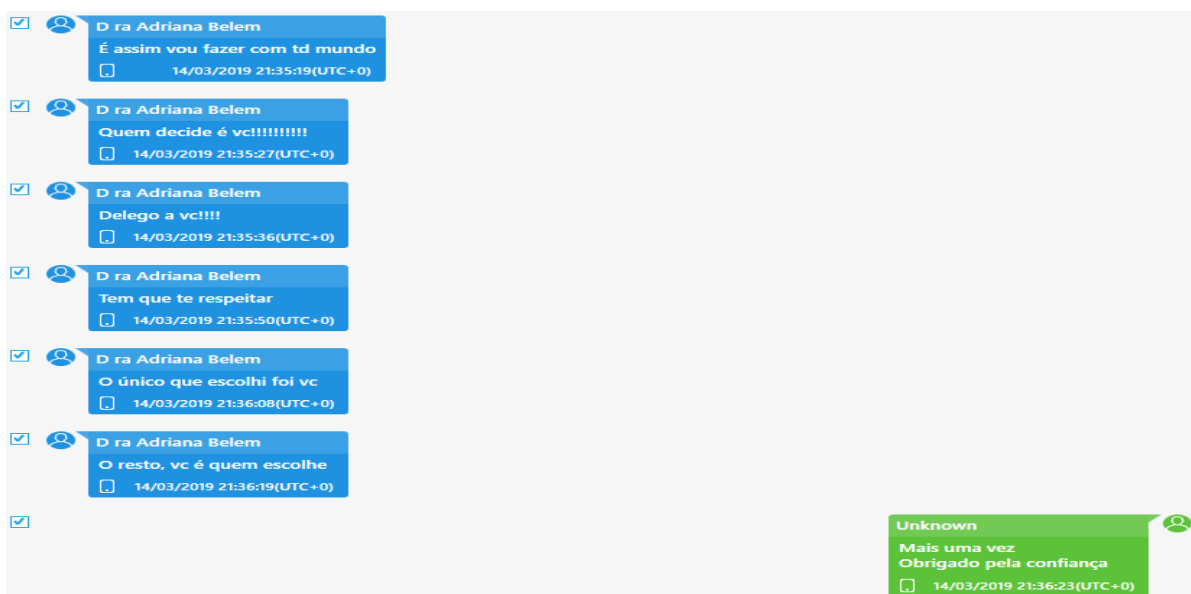 D ra Adriana Belem
É assim vou fazer com td mundo
14/03/2019 21:35:19(UTC+0)
D ra Adriana Belem
Quem decide é vc!!!!!!!!!!
14/03/2019 21:35:27(UTC+0)
D ra Adriana Belem
Delego a vc!!!!
14/03/2019 21:35:36(UTC+0)
D ra Adriana Belem
Tem que te respeitar
14/03/2019 21:35:50(UTC+0)
D ra Adriana Belem
O único que escolhi foi vc
14/03/2019 21:36:08(UTC+0)
D ra Adriana Belem
O resto, vc é quem escolhe
14/03/2019 21:36:19(UTC+0)
Unknown
Mais uma vez
Obrigado pela confiança
14/03/2019 21:36:23(UTC+0)